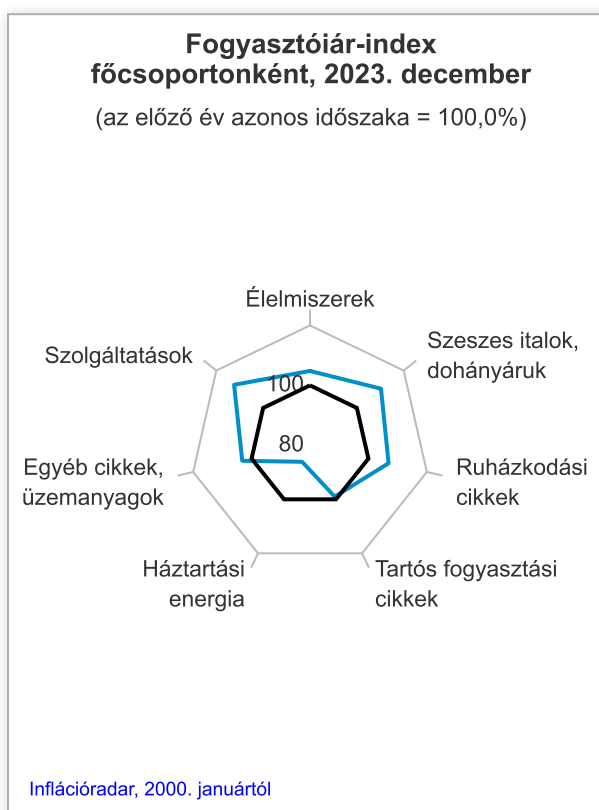 Fogyasztóiár-index
főcsoportonként, 2023. december
(az előző év azonos időszaka = 100,0%)
Élelmiszerek
Szeszes italok,
dohányáruk
Szolgáltatások
100
80
Egyéb cikkek,
üzemanyagok
Ruházkodási
cikkek
Háztartási
energia
Tartós fogyasztási
cikkek
Inflációradar, 2000. januártól